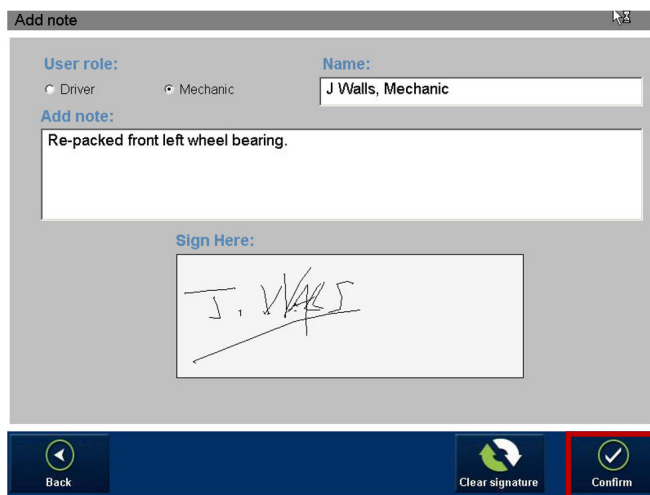 Add note
User role: Name:
Driver Mechanic J Walls, Mechanic
Add note:
Re-packed front left wheel bearing.
Sign Here:
J. Walls
Back Clear signature Confirm